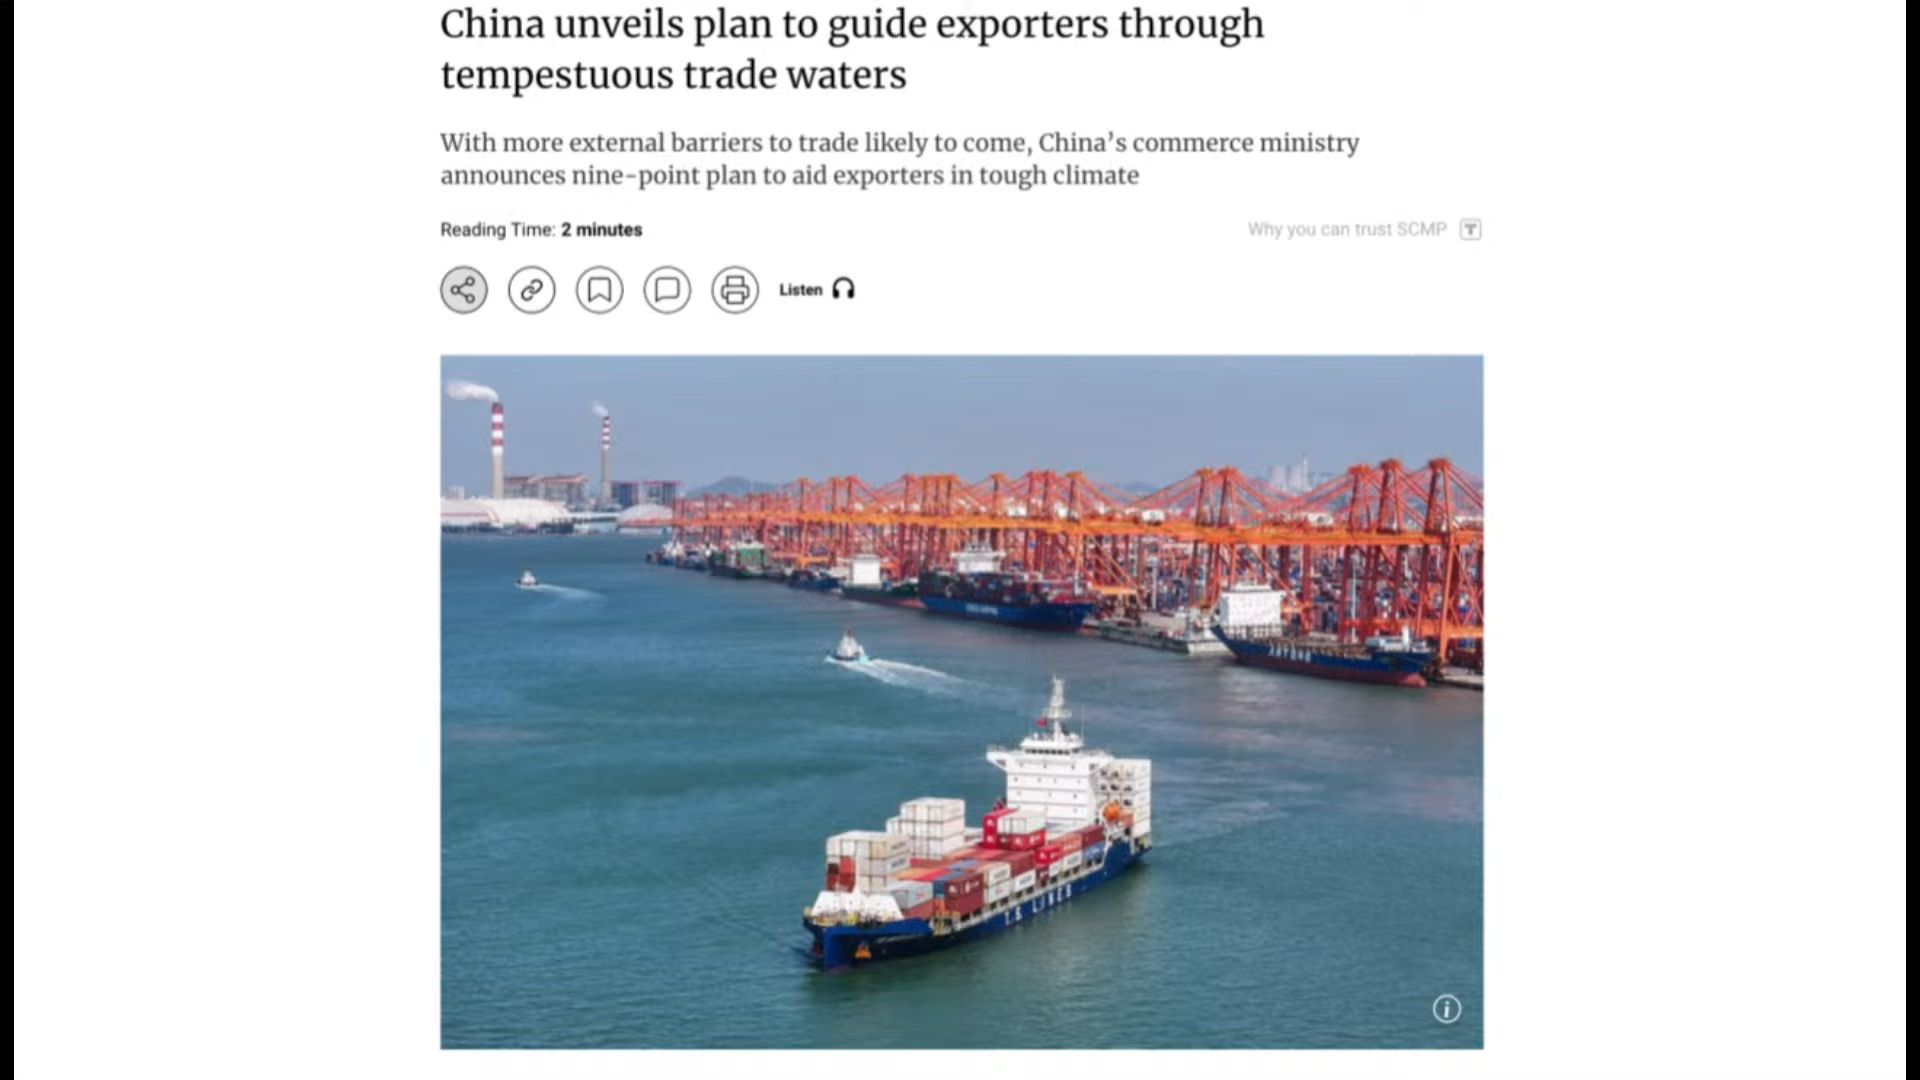 China unveils plan to guide exporters through
tempestuous trade waters
With more external barriers to trade likely to come, China’s commerce ministry
announces nine-point plan to aid exporters in tough climate
Reading Time: 2 minutes
Why you can trust SCMP
Listen
T.S. LINES